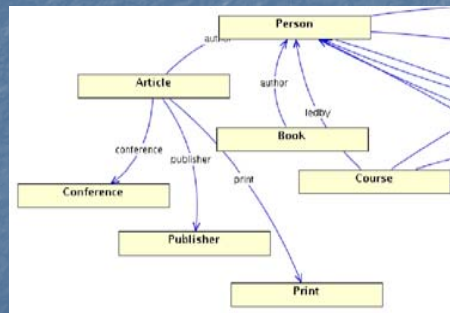 Person
author
Article
author
ledby
Book
conference
publisher
print
Course
Conference
Publisher
Print